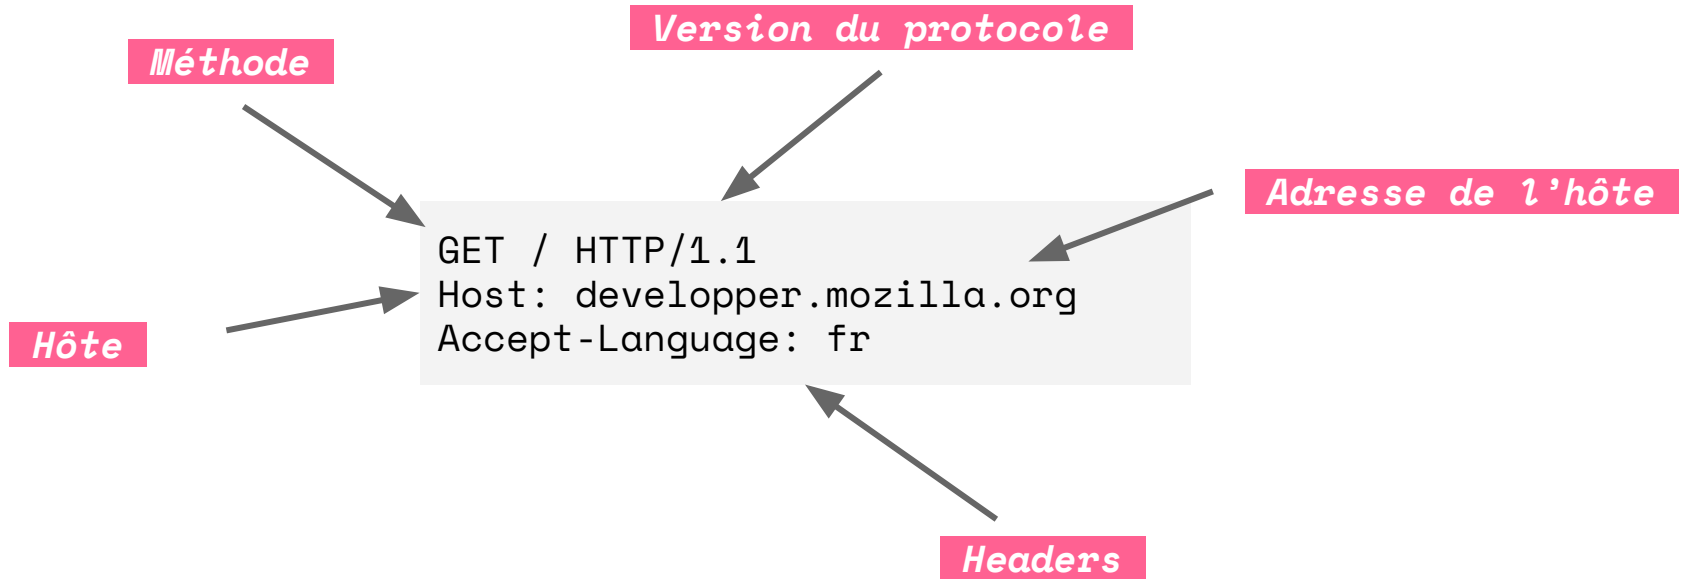 Version du protocole
Méthode
Adresse de l'hôte
GET / HTTP/1.1
Host: developper.mozilla.org
Accept-Language: fr
Hôte
Headers